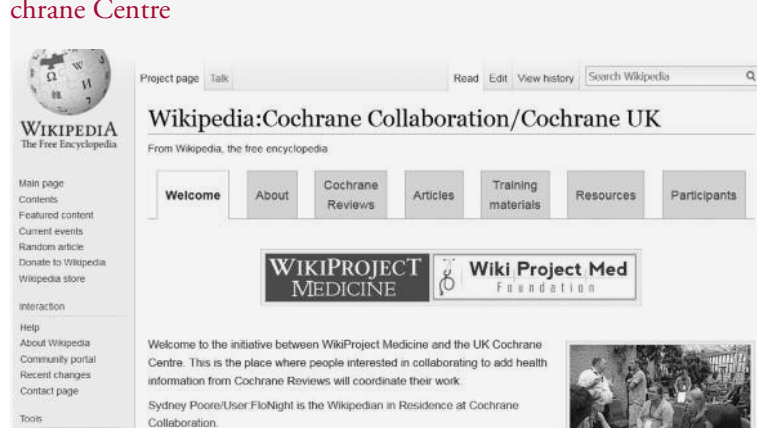 chrane Centre
Project page Talk Read Edit View history Search Wikipedia
WIKIPEDIA
The Free Encyclopedia
Wikipedia:Cochrane Collaboration/Cochrane UK
From Wikipedia, the free encyclopedia
Main page
Contents
Featured content
Current events
Random article
Donate to Wikipedia
Wikipedia store
Interaction
Help
About Wikipedia
Community portal
Recent changes
Contact page
Tools
Welcome About Cochrane Reviews Articles Training materials Resources Participants
WIKIPROJECT
MEDICINE
Wiki Project Med
Foundation
Welcome to the initiative between WikiProject Medicine and the UK Cochrane
Centre. This is the place where people interested in collaborating to add health
information from Cochrane Reviews will coordinate their work.
Sydney Poore/User:FloNight is the Wikipedian in Residence at Cochrane
Collaboration.